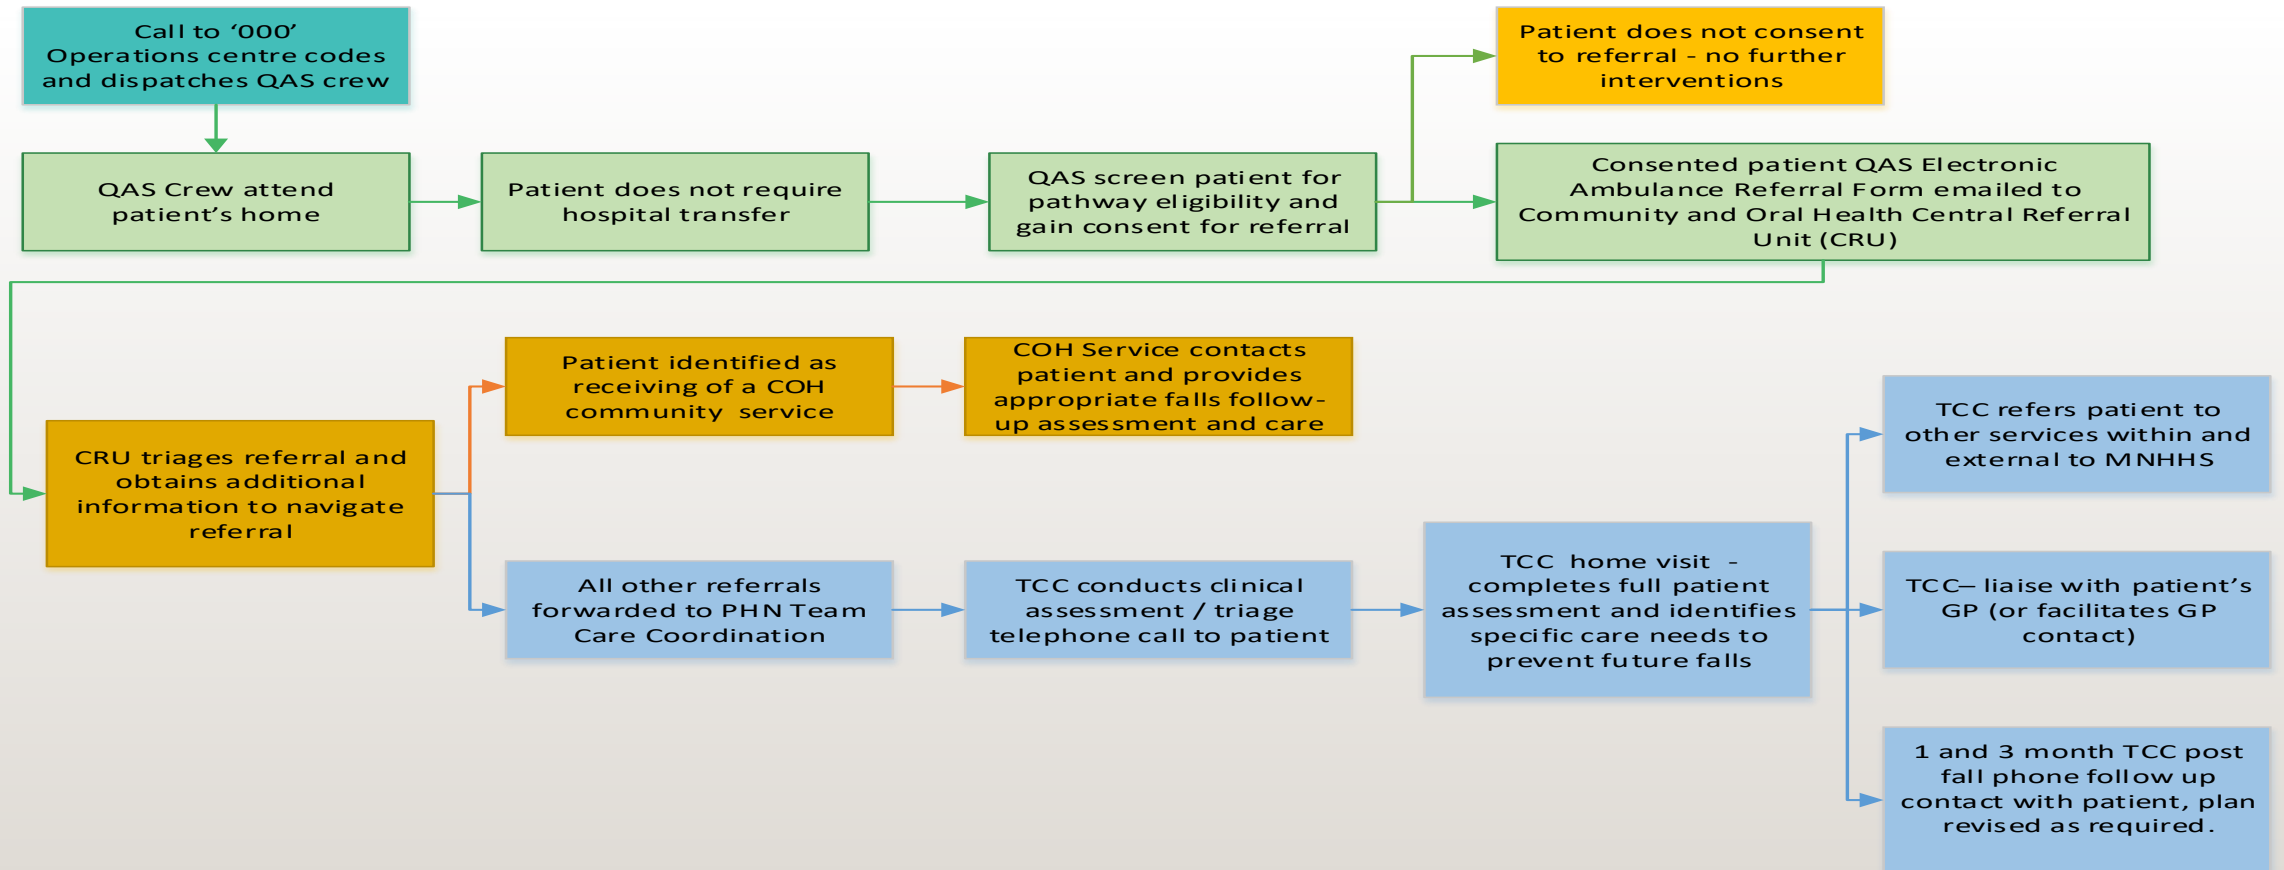 Call to ‘000’
Operations centre codes
and dispatches QAS crew
Patient does not consent
to referral - no further
interventions
QAS Crew attend
patient’s home
Patient does not require
hospital transfer
QAS screen patient for
pathway eligibility and
gain consent for referral
Consented patient QAS Electronic
Ambulance Referral Form emailed to
Community and Oral Health Central Referral
Unit (CRU)
CRU triages referral and
obtains additional
information to navigate
referral
Patient identified as
receiving of a COH
community service
COH Service contacts
patient and provides
appropriate falls follow-
up assessment and care
All other referrals
forwarded to PHN Team
Care Coordination
TCC conducts clinical
assessment / triage
telephone call to patient
TCC home visit -
completes full patient
assessment and identifies
specific care needs to
prevent future falls
TCC refers patient to
other services within and
external to MNHHS
TCC– liaise with patient’s
GP (or facilitates GP
contact)
1 and 3 month TCC post
fall phone follow up
contact with patient, plan
revised as required.